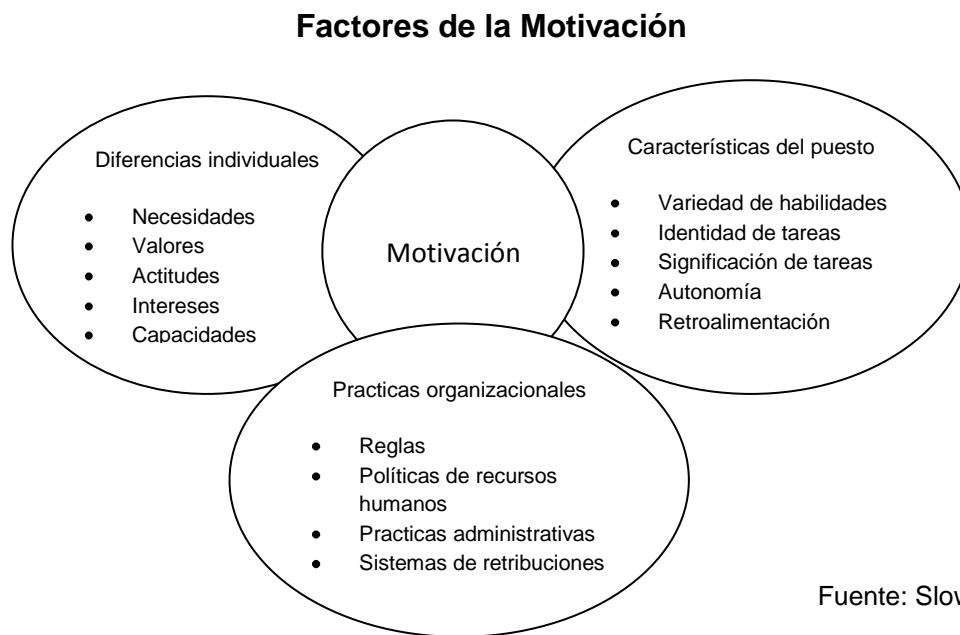 Factores de la Motivación
Diferencias individuales
• Necesidades
• Valores
• Actitudes
• Intereses
• Capacidades
Motivación
Características del puesto
• Variedad de habilidades
• Identidad de tareas
• Significación de tareas
• Autonomía
• Retroalimentación
Practicas organizacionales
• Reglas
• Políticas de recursos
humanos
• Practicas administrativas
• Sistemas de retribuciones
Fuente: Slow